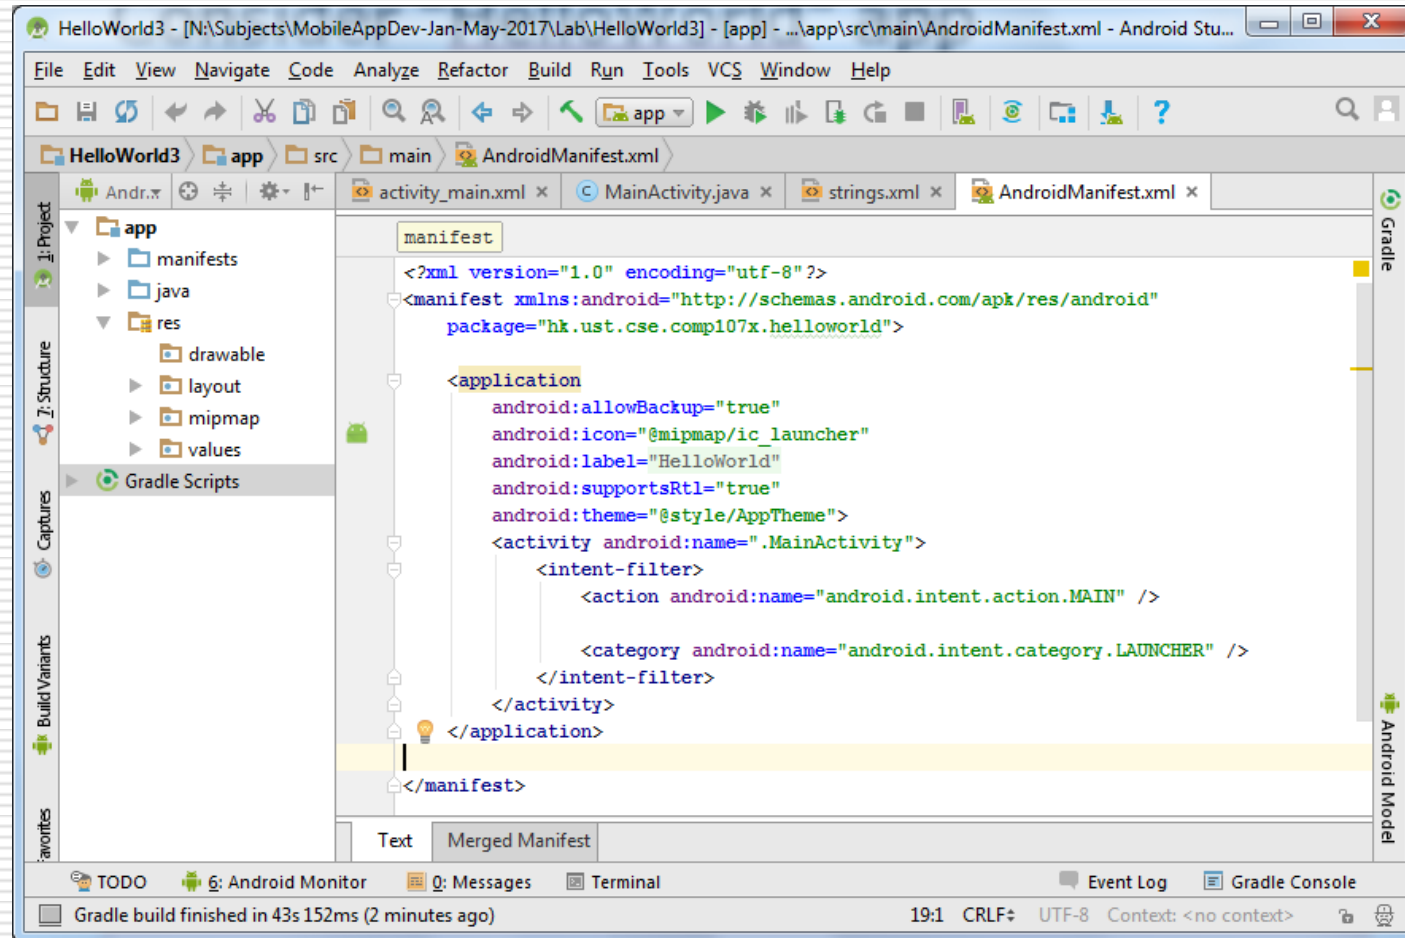 Consider "HelloWorld" app
HelloWorld3 - [N:\Subjects\MobileAppDev-Jan-May-2017\Lab\HelloWorld3] - [app] - ...\app\src\main\AndroidManifest.xml - Android Stu...
File Edit View Navigate Code Analyze Refactor Build Run Tools VCS Window Help
app
HelloWorld3 app src main AndroidManifest.xml
Andr..
activity_main.xml MainActivity.java strings.xml AndroidManifest.xml
1: Project
7: Structure
Captures
Build Variants
avorites
app
manifests
java
res
drawable
layout
mipmap
values
Gradle Scripts
manifest
<?xml version="1.0" encoding="utf-8"?>
<manifest xmlns:android="http://schemas.android.com/apk/res/android"
package="hk.ust.cse.comp107x.helloworld">
<application
android:allowBackup="true"
android:icon="@mipmap/ic_launcher"
android:label="HelloWorld"
android:supportsRtl="true"
android:theme="@style/AppTheme">
<activity android:name=".MainActivity">
<intent-filter>
<action android:name="android.intent.action.MAIN" />
<category android:name="android.intent.category.LAUNCHER" />
</intent-filter>
</activity>
</application>
</manifest>
Text Merged Manifest
Gradle
Android Model
TODO 6: Android Monitor 0: Messages Terminal Event Log Gradle Console
Gradle build finished in 43s 152ms (2 minutes ago) 19:1 CRLF UTF-8 Context: <no context>